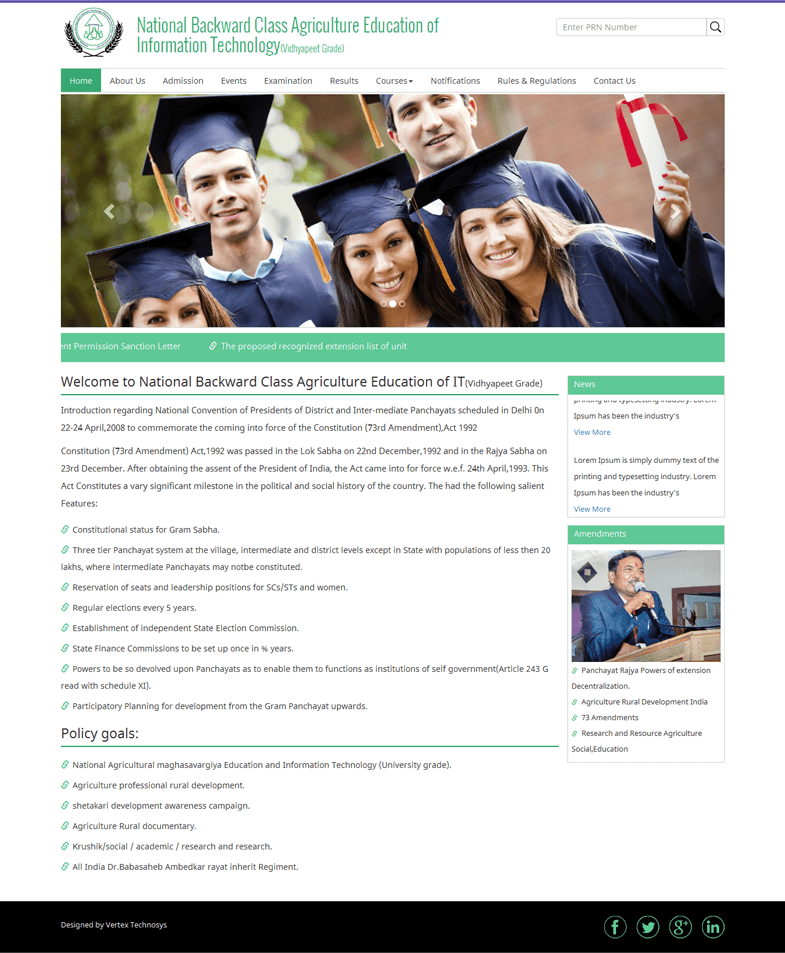 National Backward Class Agriculture Education of
Information Technology(Vidhyapeet Grade)
Enter PRN Number
Home About Us Admission Events Examination Results Courses Notifications Rules & Regulations Contact Us
nt Permission Sanction Letter The proposed recognized extension list of unit
Welcome to National Backward Class Agriculture Education of IT(Vidhyapeet Grade)
Introduction regarding National Convention of Presidents of District and Inter-mediate Panchayats scheduled in Delhi 0n
22-24 April,2008 to commemorate the coming into force of the Constitution (73rd Amendment),Act 1992
Constitution (73rd Amendment) Act,1992 was passed in the Lok Sabha on 22nd December,1992 and in the Rajya Sabha on
23rd December. After obtaining the assent of the President of India, the Act came into for force w.e.f. 24th April,1993. This
Act Constitutes a vary significant milestone in the political and social history of the country. The had the following salient
Features:
Constitutional status for Gram Sabha.
Three tier Panchayat system at the village, intermediate and district levels except in State with populations of less then 20
lakhs, where intermediate Panchayats may notbe constituted.
Reservation of seats and leadership positions for SCs/STs and women.
Regular elections every 5 years.
Establishment of independent State Election Commission.
State Finance Commissions to be set up once in % years.
Powers to be so devolved upon Panchayats as to enable them to functions as institutions of self government(Article 243 G
read with schedule XI).
Participatory Planning for development from the Gram Panchayat upwards.
Policy goals:
National Agricultural maghasavargiya Education and Information Technology (University grade).
Agriculture professional rural development.
shetakari development awareness campaign.
Agriculture Rural documentary.
Krushik/social / academic / research and research.
All India Dr.Babasaheb Ambedkar rayat inherit Regiment.
News
printing and typesetting industry. Lorem
Ipsum has been the industry's
View More
Lorem Ipsum is simply dummy text of the
printing and typesetting industry. Lorem
Ipsum has been the industry's
View More
Amendments
Panchayat Rajya Powers of extension
Decentralization.
Agriculture Rural Development India
73 Amendments
Research and Resource Agriculture
Social,Education
Designed by Vertex Technosys